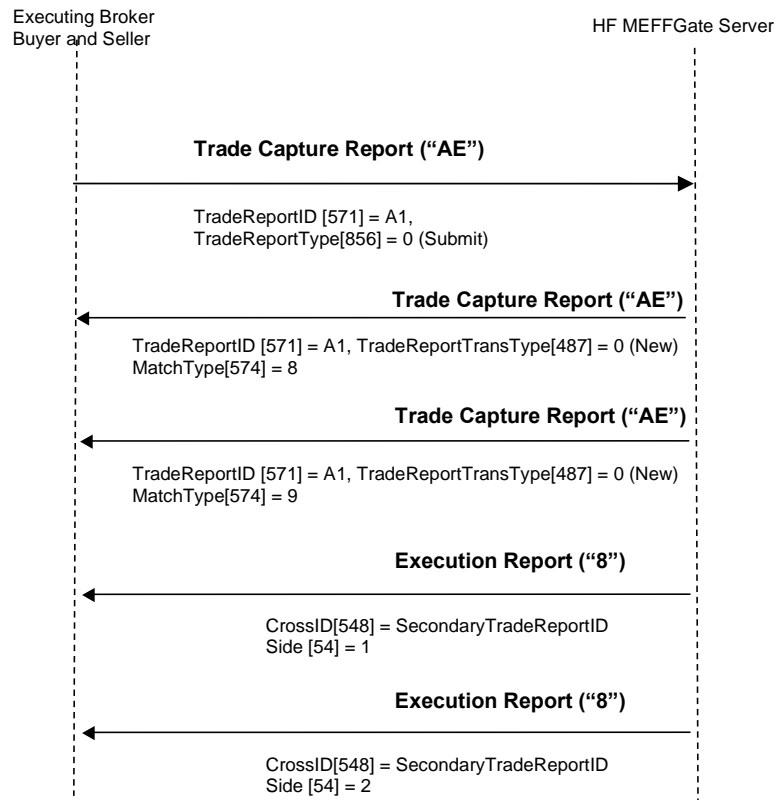 Executing Broker
Buyer and Seller
HF MEFFGate Server
Trade Capture Report (“AE”)
TradeReportID [571] = A1,
TradeReportType[856] = 0 (Submit)
Trade Capture Report (“AE”)
TradeReportID [571] = A1, TradeReportTransType[487] = 0 (New)
MatchType[574] = 8
Trade Capture Report (“AE”)
TradeReportID [571] = A1, TradeReportTransType[487] = 0 (New)
MatchType[574] = 9
Execution Report (“8”)
CrossID[548] = SecondaryTradeReportID
Side [54] = 1
Execution Report (“8”)
CrossID[548] = SecondaryTradeReportID
Side [54] = 2